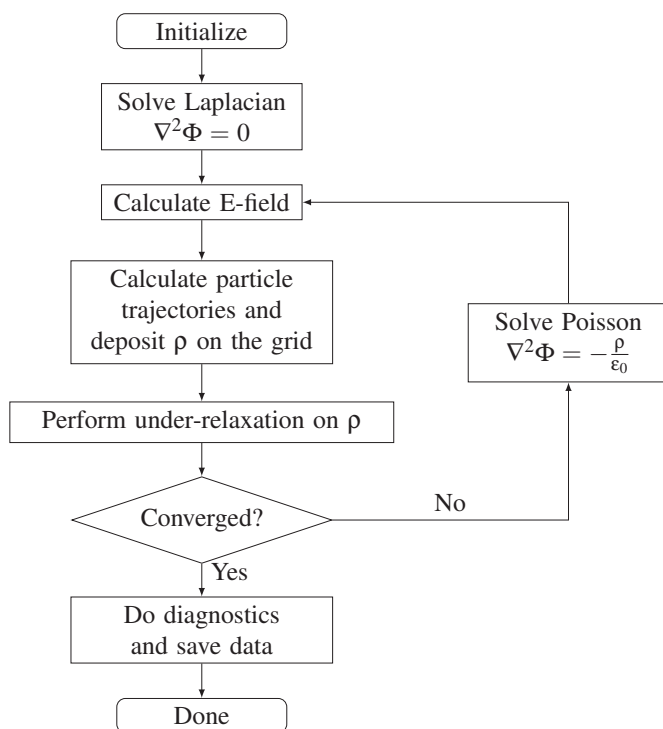 Initialize
Solve Laplacian
∇²Φ = 0
Calculate E-field
Calculate particle
trajectories and
deposit ρ on the grid
Solve Poisson
∇²Φ = −ρ/ε₀
Perform under-relaxation on ρ
No
Converged?
Yes
Do diagnostics
and save data
Done